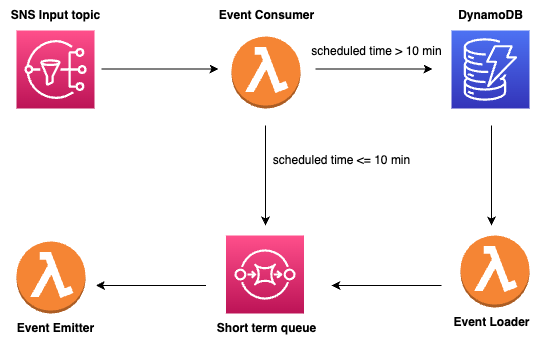 SNS Input topic
Event Consumer
DynamoDB
scheduled time > 10 min
scheduled time <= 10 min
Event Emitter
Short term queue
Event Loader